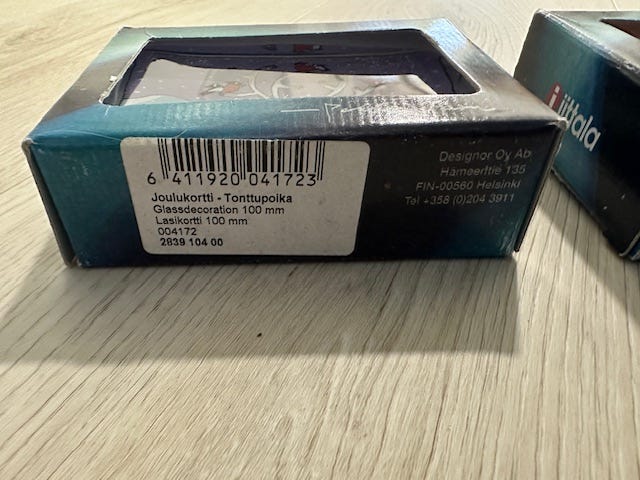 6 411920 041723
Joulukortti - Tonttupoika
Glassdecoration 100 mm
Lasikortti 100 mm
004172
2839 104 00
Designor Oy Ab
Hämeentie 135
FIN-00560 Helsinki
Tel +358 (0)204 3911
i iittala